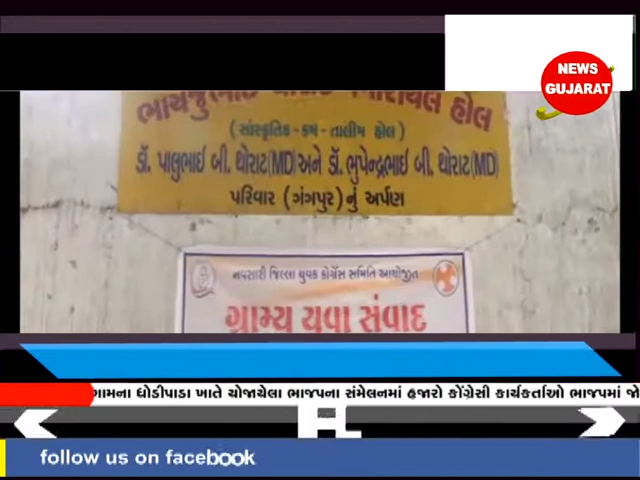 NEWS
GUJARAT
હોલ
(સાંસ્કૃતિક-કમ-તાલીમ હોલ)
ડૉ. પાલુભાઈ બી. થોરાટ(MD)અને ડૉ. ભુપેન્દ્રભાઈ બી. થોરાટ(MD)
પરિવાર (ગંગપુર) નું અર્પણ
નવસારી જિલ્લા યુવક કોંગ્રેસ સમિતિ આયોજીત
ગ્રામ્ય યુવા સંવાદ
ગામના ધોડીપાડા ખાતે યોજાયેલા ભાજપના સંમેલનમાં હજારો કોંગ્રેસી કાર્યકર્તાઓ ભાજપમાં જો
follow us on facebook